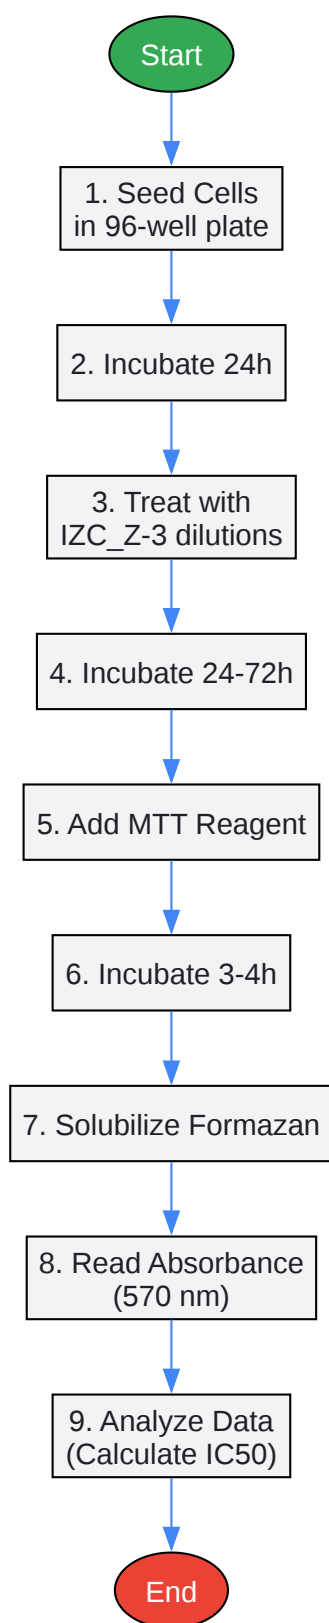 Start
1. Seed Cells
in 96-well plate
2. Incubate 24h
3. Treat with
IZC_Z-3 dilutions
4. Incubate 24-72h
5. Add MTT Reagent
6. Incubate 3-4h
7. Solubilize Formazan
8. Read Absorbance
(570 nm)
9. Analyze Data
(Calculate IC50)
End